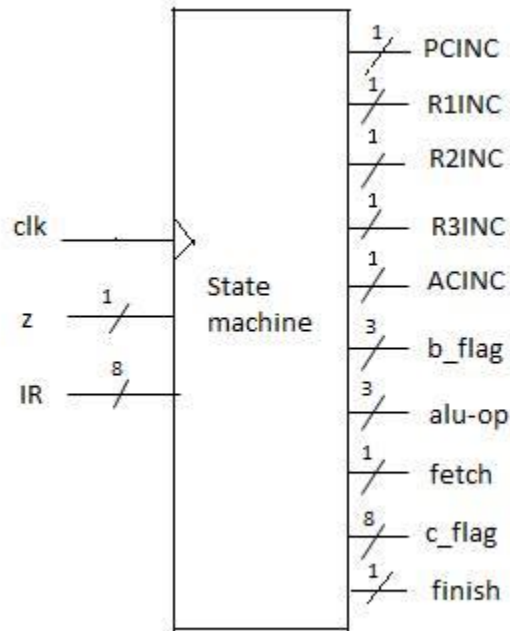 1
PCINC
1
R1INC
1
R2INC
1
R3INC
clk
1
ACINC
State
machine
1
z
3
b_flag
8
IR
3
alu-op
1
fetch
8
c_flag
1
finish